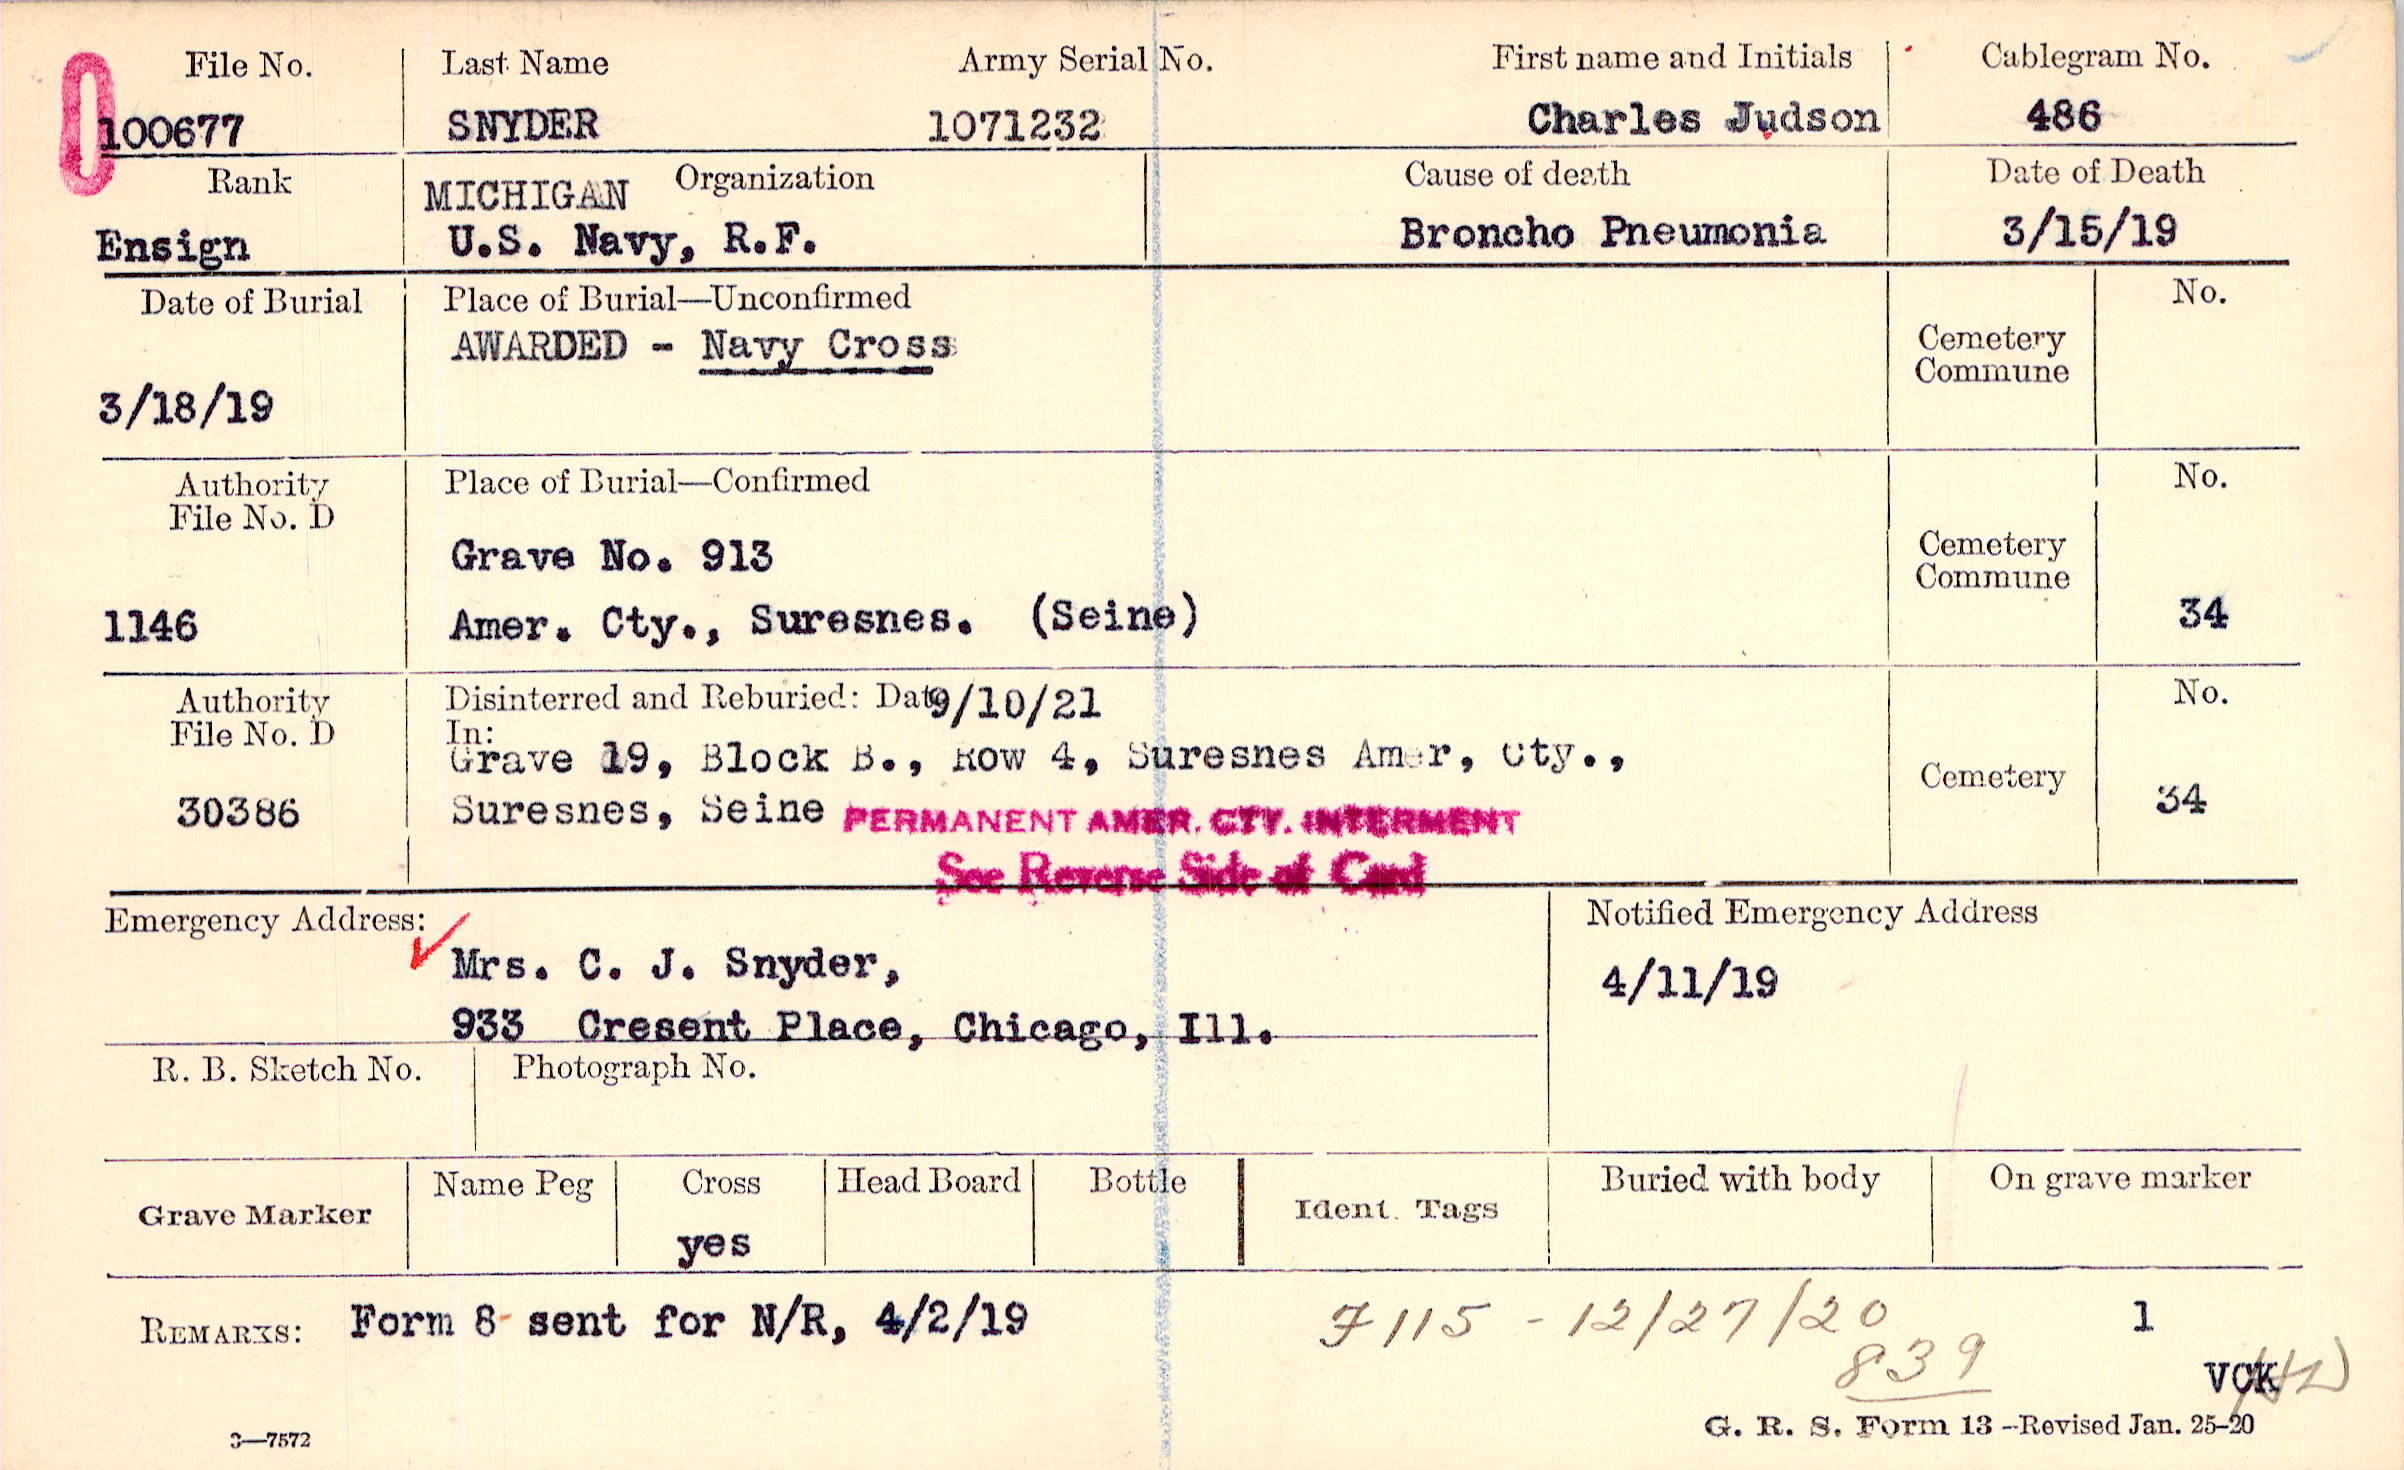 File No. Last Name Army Serial No. First name and Initials Cablegram No.
100677 SNYDER 1071232 Charles Judson 486
Rank Organization Cause of death Date of Death
MICHIGAN
Ensign U.S. Navy, R.F. Broncho Pneumonia 3/15/19
Date of Burial Place of Burial—Unconfirmed No.
AWARDED - Navy Cross Cemetery
Commune
3/18/19
Authority Place of Burial—Confirmed No.
File No. D
Grave No. 913 Cemetery
Commune
1146 Amer. Cty., Suresnes. (Seine) 34
Authority Disinterred and Reburied: Date 9/10/21 No.
File No. D In:
Grave 19, Block B., Row 4, Suresnes Amer, Cty., Cemetery
30386 Suresnes, Seine PERMANENT AMER. CTY. INTERMENT 34
See Reverse Side of Card
Emergency Address: Notified Emergency Address
Mrs. C. J. Snyder, 4/11/19
933 Cresent Place, Chicago, Ill.
R. B. Sketch No. Photograph No.
Grave Marker Name Peg Cross Head Board Bottle Ident. Tags Buried with body On grave marker
yes
REMARKS: Form 8 sent for N/R, 4/2/19 F115 - 12/27/20 1
839
VCK
G. R. S. Form 13—Revised Jan. 25-20
3—7572